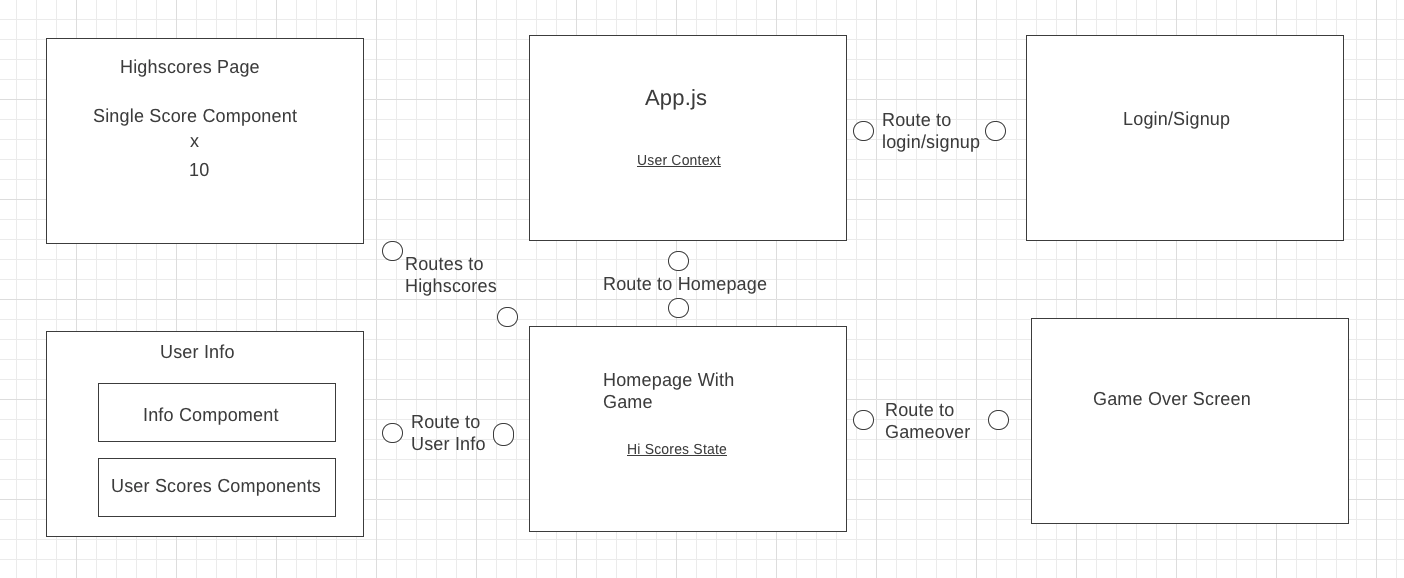 Highscores Page
Single Score Component
x
10
App.js
User Context
Route to
login/signup
Login/Signup
Routes to
Highscores
Route to Homepage
User Info
Info Compoment
User Scores Components
Route to
User Info
Homepage With
Game
Hi Scores State
Route to
Gameover
Game Over Screen